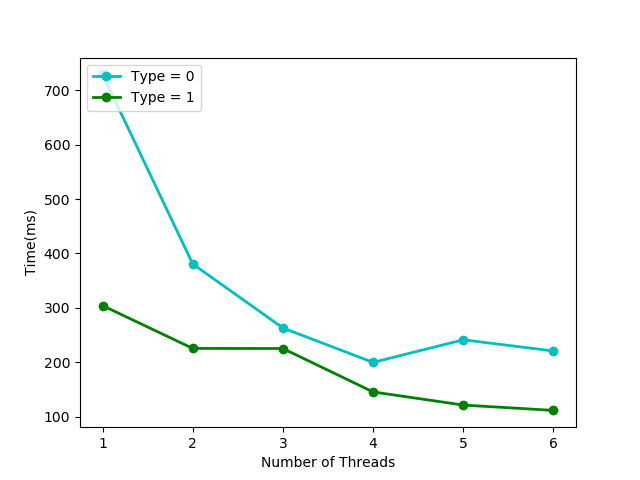 Type = 0
Type = 1
700
600
500
400
300
200
100
Time(ms)
1 2 3 4 5 6
Number of Threads